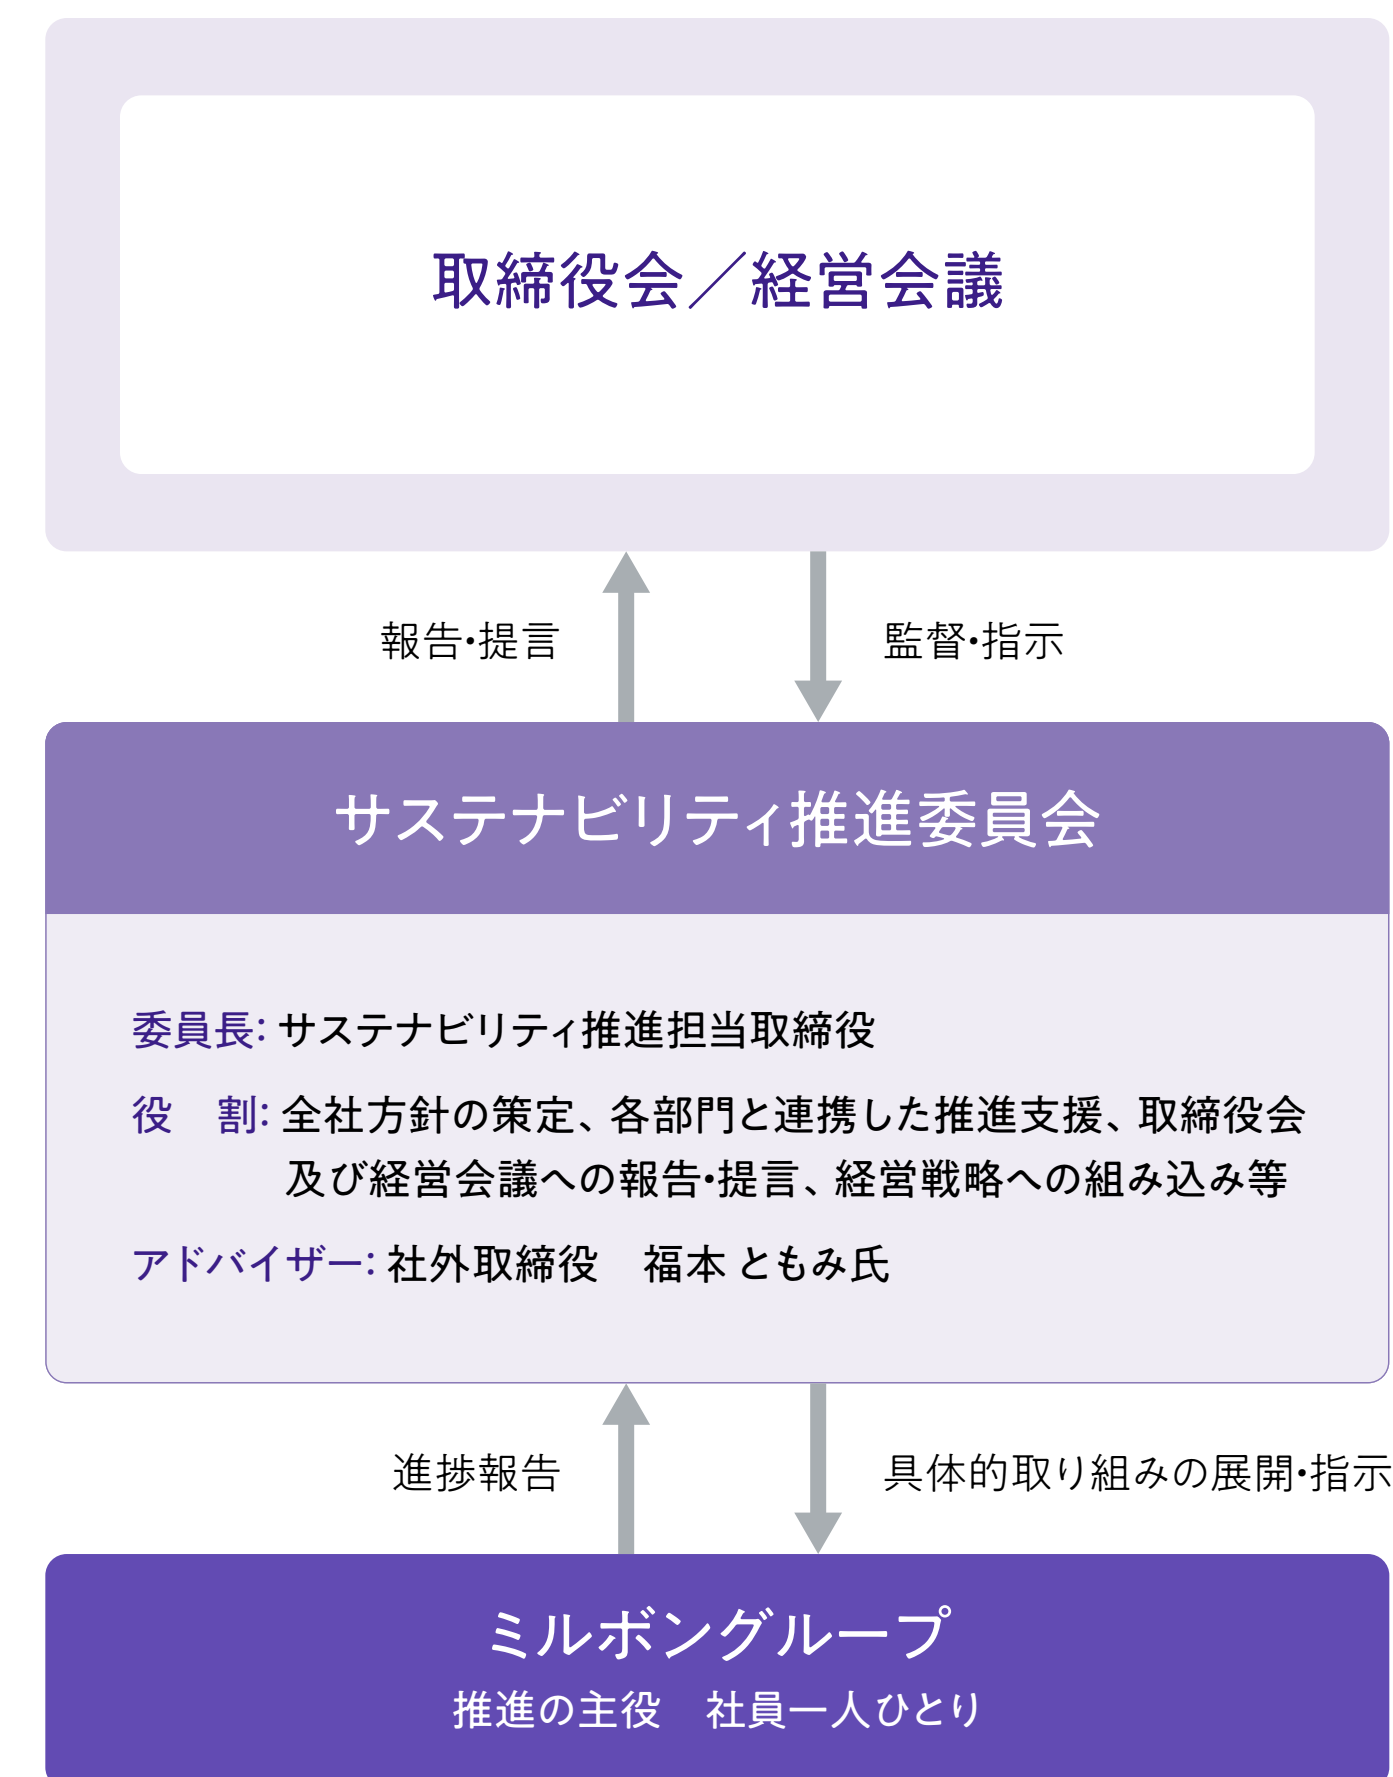 取締役会／経営会議
報告・提言
監督・指示
サステナビリティ推進委員会
委員長：サステナビリティ推進担当取締役
役　割：全社方針の策定、各部門と連携した推進支援、取締役会
及び経営会議への報告・提言、経営戦略への組み込み等
アドバイザー：社外取締役　福本 ともみ氏
進捗報告
具体的取り組みの展開・指示
ミルボングループ
推進の主役　社員一人ひとり